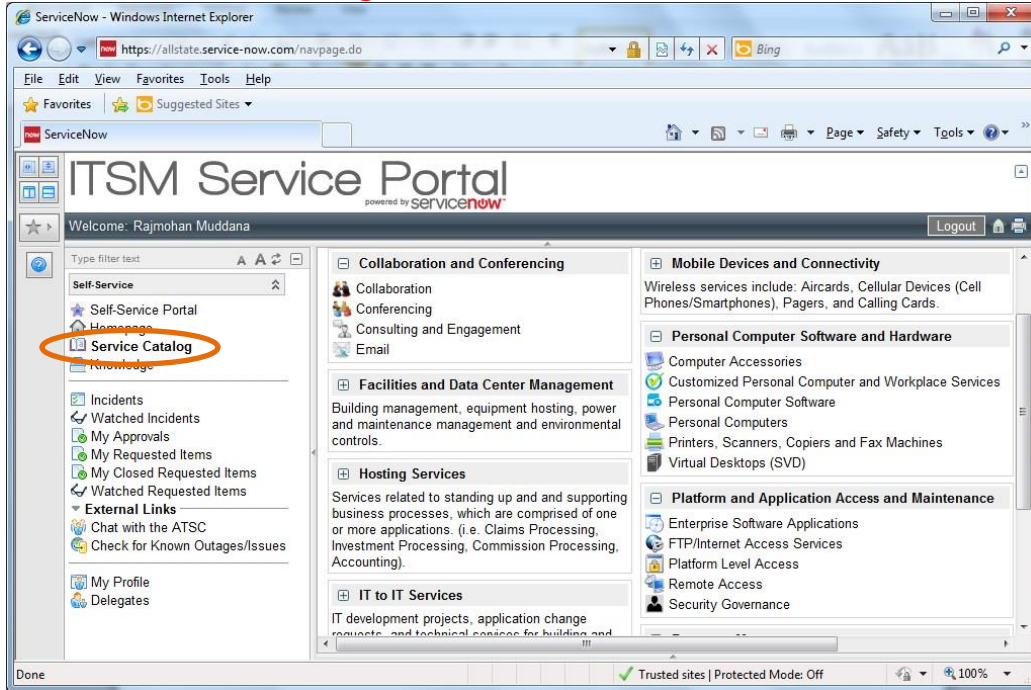 ServiceNow - Windows Internet Explorer
https://allstate.service-now.com/navpage.do
Bing
File Edit View Favorites Tools Help
Favorites Suggested Sites
ServiceNow
Page Safety Tools
ITSM Service Portal
powered by servicenow
Welcome: Rajmohan Muddana
Logout
Type filter text
A A
Self-Service
Self-Service Portal
Homepage
Service Catalog
Knowledge
Incidents
Watched Incidents
My Approvals
My Requested Items
My Closed Requested Items
Watched Requested Items
External Links
Chat with the ATSC
Check for Known Outages/Issues
My Profile
Delegates
Collaboration and Conferencing
Collaboration
Conferencing
Consulting and Engagement
Email
Facilities and Data Center Management
Building management, equipment hosting, power
and maintenance management and environmental
controls.
Hosting Services
Services related to standing up and and supporting
business processes, which are comprised of one
or more applications. (i.e. Claims Processing,
Investment Processing, Commission Processing,
Accounting).
IT to IT Services
IT development projects, application change
requests, and technical services for building and
Mobile Devices and Connectivity
Wireless services include: Aircards, Cellular Devices (Cell
Phones/Smartphones), Pagers, and Calling Cards.
Personal Computer Software and Hardware
Computer Accessories
Customized Personal Computer and Workplace Services
Personal Computer Software
Personal Computers
Printers, Scanners, Copiers and Fax Machines
Virtual Desktops (SVD)
Platform and Application Access and Maintenance
Enterprise Software Applications
FTP/Internet Access Services
Platform Level Access
Remote Access
Security Governance
Done
Trusted sites | Protected Mode: Off
100%